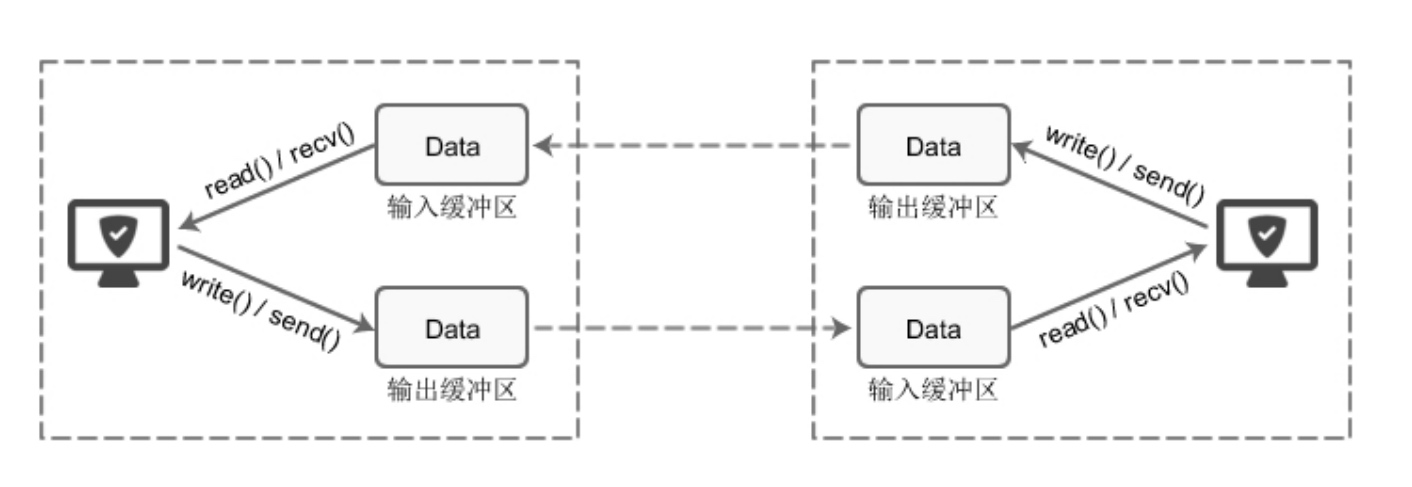 read() / recv()
Data
输入缓冲区
write() / send()
Data
输出缓冲区
Data
输出缓冲区
write() / send()
Data
输入缓冲区
read() / recv()